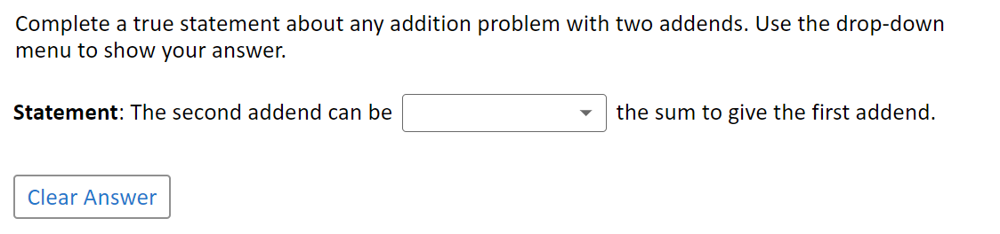 Complete a true statement about any addition problem with two addends. Use the drop-down
menu to show your answer.
Statement: The second addend can be the sum to give the first addend.
Clear Answer